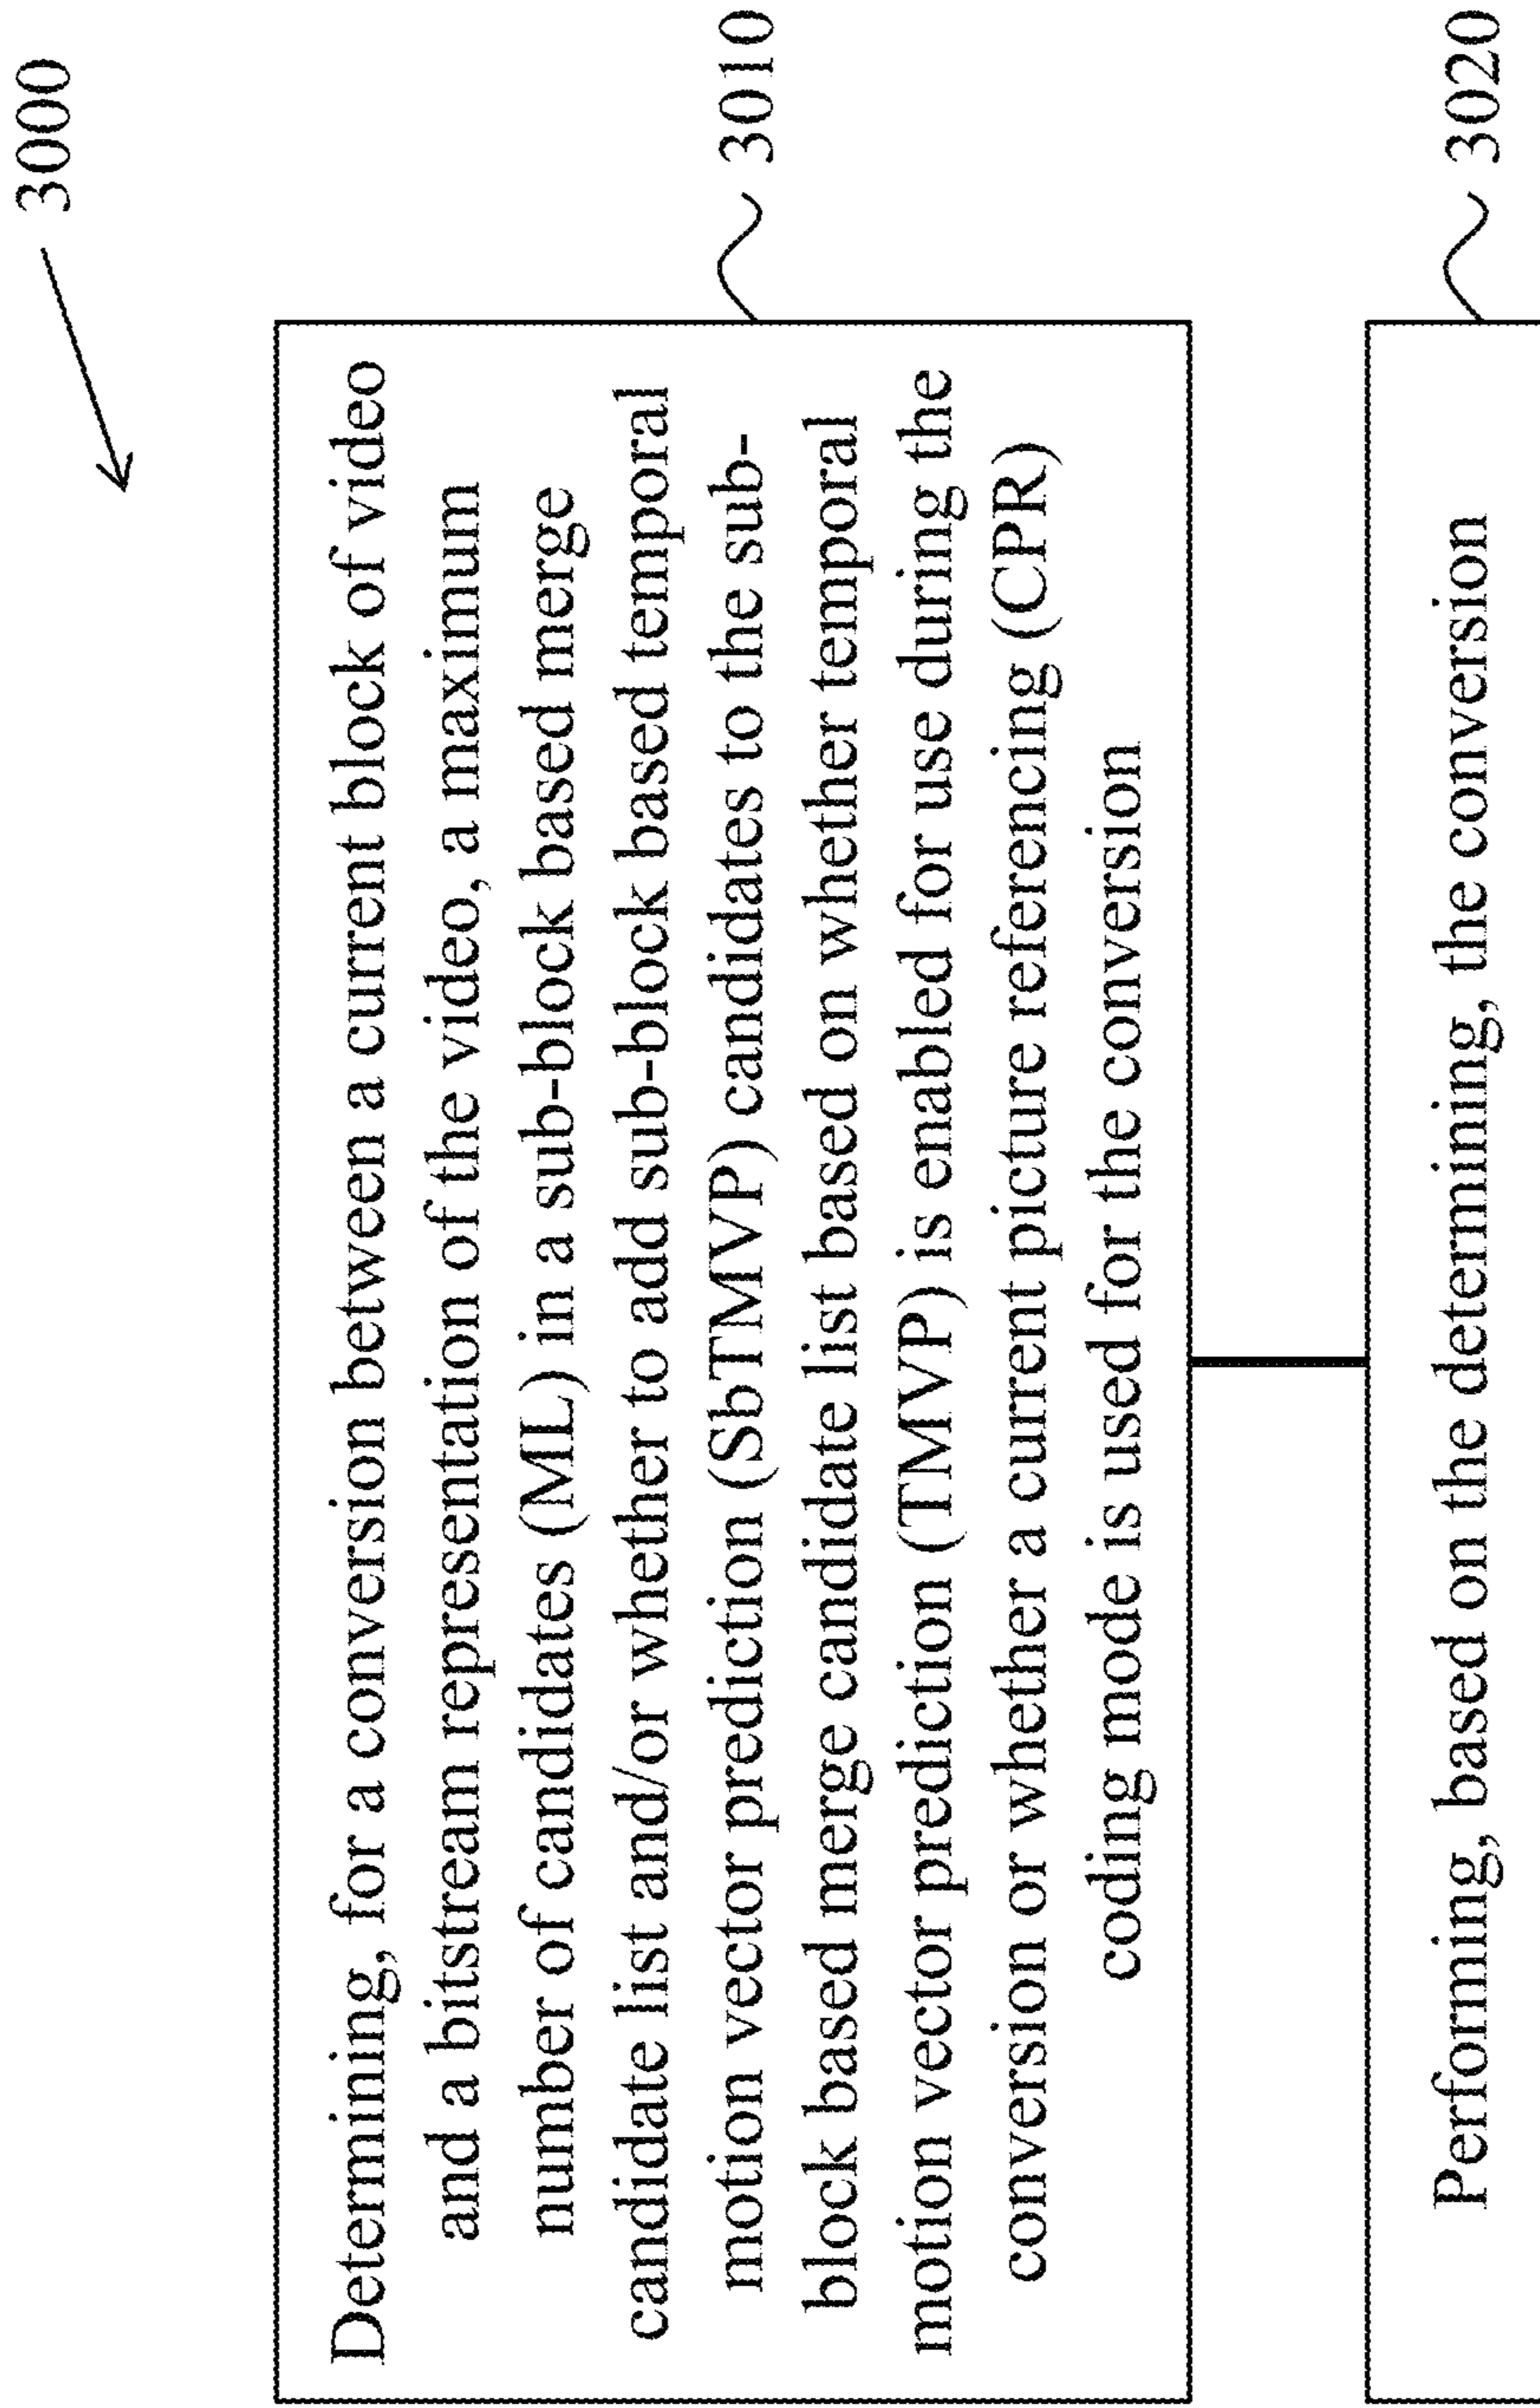 3000
Determining, for a conversion between a current block of video
and a bitstream representation of the video, a maximum
number of candidates (ML) in a sub-block based merge
candidate list and/or whether to add sub-block based temporal
motion vector prediction (SbTMVP) candidates to the sub-
block based merge candidate list based on whether temporal
motion vector prediction (TMVP) is enabled for use during the
conversion or whether a current picture referencing (CPR)
coding mode is used for the conversion
3010
Performing, based on the determining, the conversion
3020